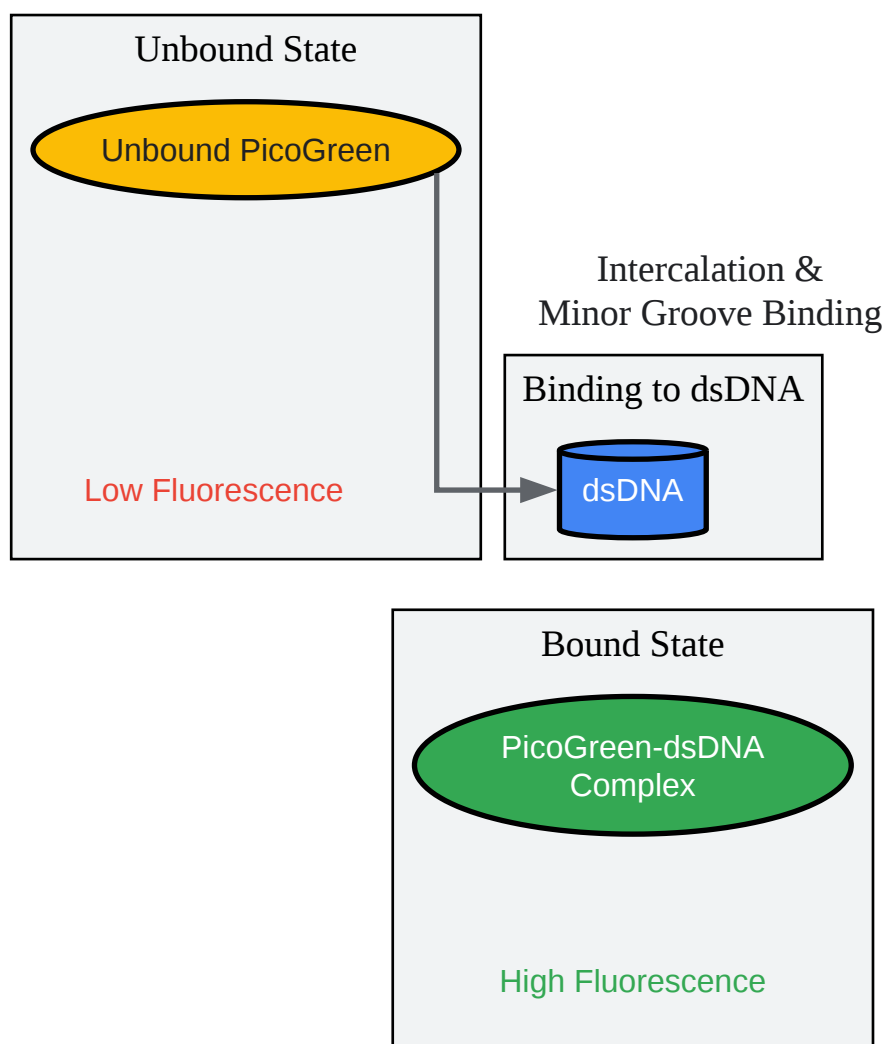 Unbound State
Unbound PicoGreen
Low Fluorescence
Intercalation &
Minor Groove Binding
Binding to dsDNA
dsDNA
Bound State
PicoGreen-dsDNA
Complex
High Fluorescence